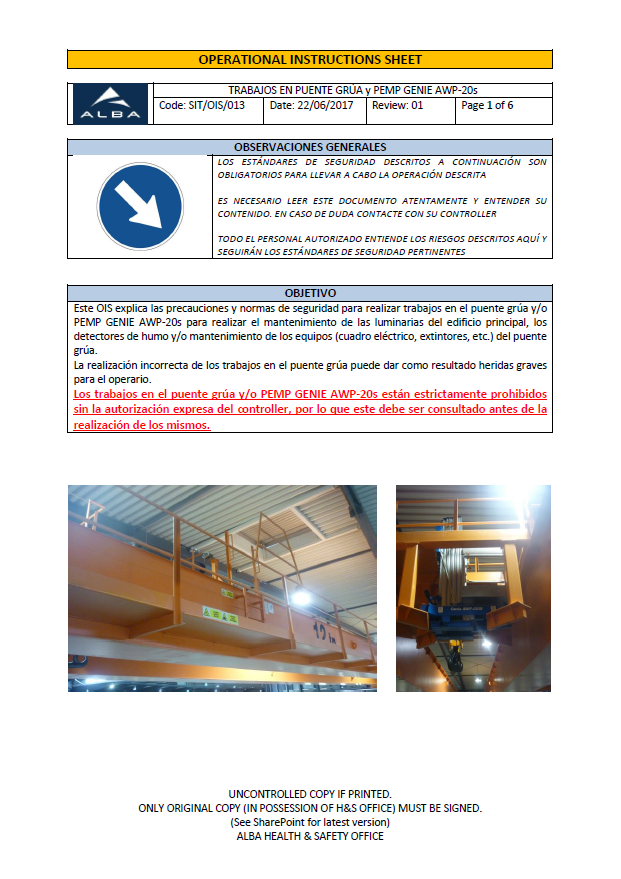 OPERATIONAL INSTRUCTIONS SHEET
ALBA
TRABAJOS EN PUENTE GRÚA y PEMP GENIE AWP-20s
Code: SIT/OIS/013
Date: 22/06/2017
Review: 01
Page 1 of 6
OBSERVACIONES GENERALES
LOS ESTÁNDARES DE SEGURIDAD DESCRITOS A CONTINUACIÓN SON
OBLIGATORIOS PARA LLEVAR A CABO LA OPERACIÓN DESCRITA
ES NECESARIO LEER ESTE DOCUMENTO ATENTAMENTE Y ENTENDER SU
CONTENIDO. EN CASO DE DUDA CONTACTE CON SU CONTROLLER
TODO EL PERSONAL AUTORIZADO ENTIENDE LOS RIESGOS DESCRITOS AQUÍ Y
SEGUIRÁN LOS ESTÁNDARES DE SEGURIDAD PERTINENTES
OBJETIVO
Este OIS explica las precauciones y normas de seguridad para realizar trabajos en el puente grúa y/o
PEMP GENIE AWP-20s para realizar el mantenimiento de las luminarias del edificio principal, los
detectores de humo y/o mantenimiento de los equipos (cuadro eléctrico, extintores, etc.) del puente
grúa.
La realización incorrecta de los trabajos en el puente grúa puede dar como resultado heridas graves
para el operario.
Los trabajos en el puente grúa y/o PEMP GENIE AWP-20s están estrictamente prohibidos
sin la autorización expresa del controller, por lo que este debe ser consultado antes de la
realización de los mismos.
UNCONTROLLED COPY IF PRINTED.
ONLY ORIGINAL COPY (IN POSSESSION OF H&S OFFICE) MUST BE SIGNED.
(See SharePoint for latest version)
ALBA HEALTH & SAFETY OFFICE